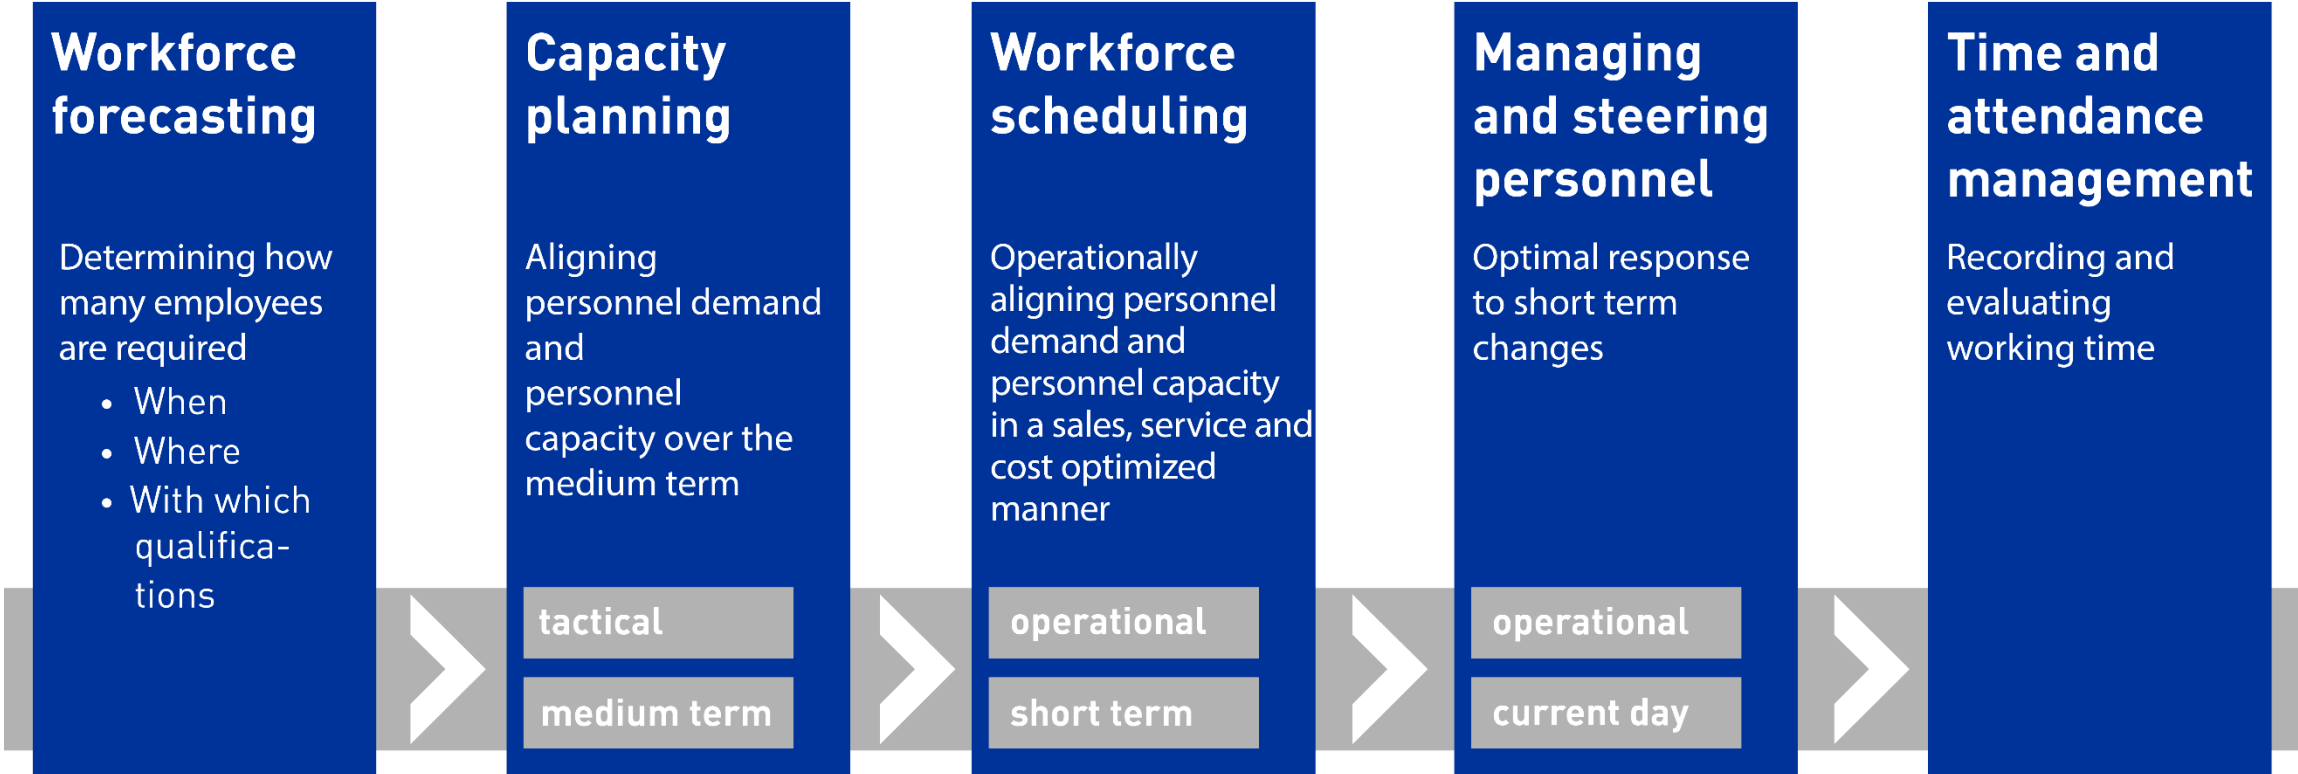 Workforce
forecasting
Determining how
many employees
are required
• When
• Where
• With which
qualifica-
tions
Capacity
planning
Aligning
personnel demand
and
personnel
capacity over the
medium term
tactical
medium term
Workforce
scheduling
Operationally
aligning personnel
demand and
personnel capacity
in a sales, service and
cost optimized
manner
operational
short term
Managing
and steering
personnel
Optimal response
to short term
changes
operational
current day
Time and
attendance
management
Recording and
evaluating
working time